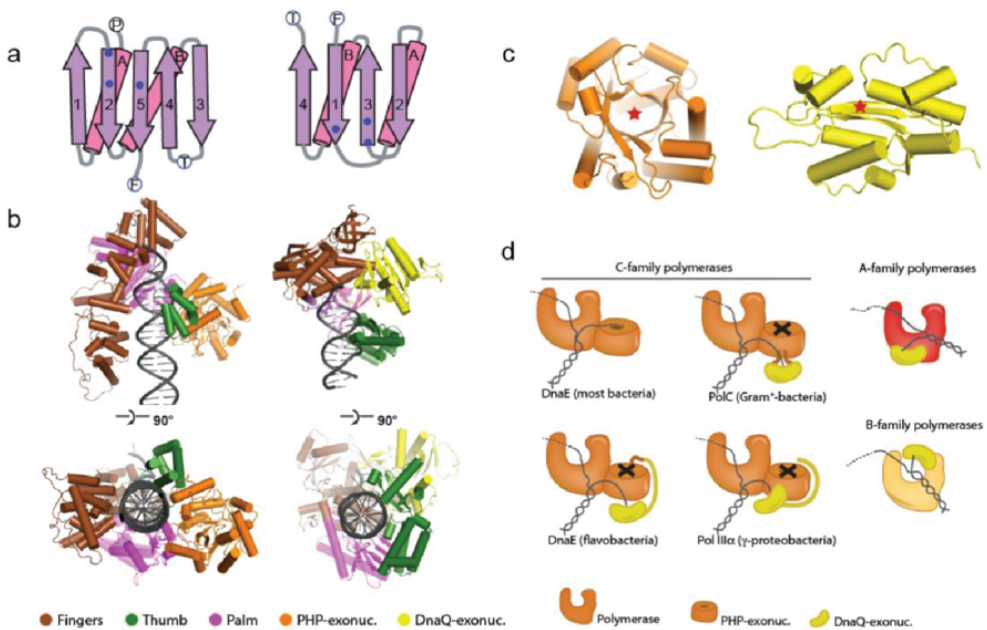 a
P
A
B
1
2
5
4
3
T
F
T
F
B
A
4
1
3
2
c
b
90°
90°
Fingers
Thumb
Palm
PHP-exonuc.
DnaQ-exonuc.
d
C-family polymerases
A-family polymerases
DnaE (most bacteria)
PolC (Gram⁺-bacteria)
B-family polymerases
DnaE (flavobacteria)
Pol IIIα (γ-proteobacteria)
Polymerase
PHP-exonuc.
DnaQ-exonuc.